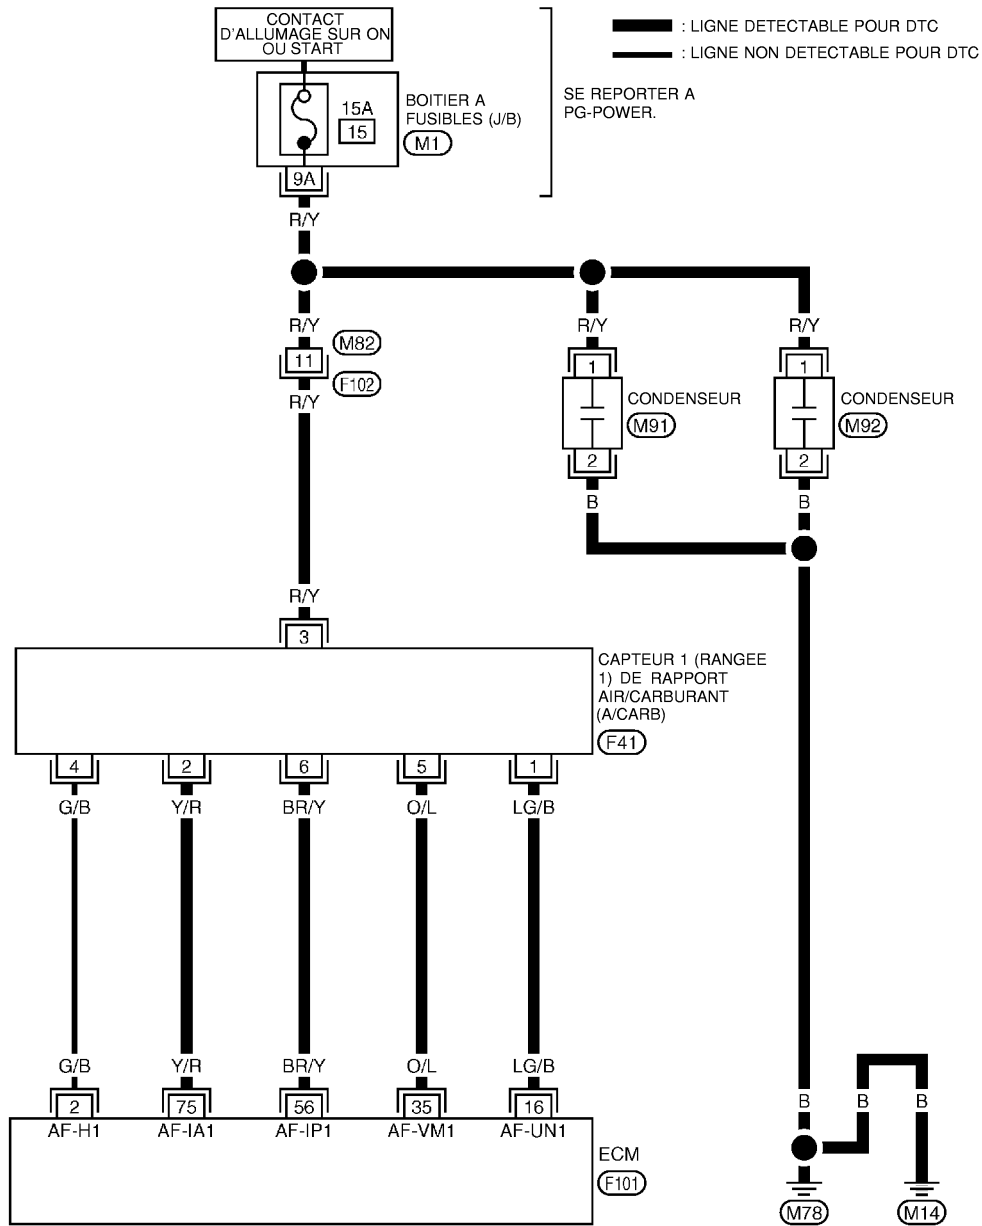 CONTACT
D'ALLUMAGE SUR ON
OU START
: LIGNE DETECTABLE POUR DTC
: LIGNE NON DETECTABLE POUR DTC
15A
15
BOITIER A
FUSIBLES (J/B)
M1
SE REPORTER A
PG-POWER.
9A
R/Y
R/Y
R/Y
R/Y
11
M82
F102
R/Y
1
CONDENSEUR
M91
2
1
CONDENSEUR
M92
2
B
B
R/Y
3
CAPTEUR 1 (RANGEE
1) DE RAPPORT
AIR/CARBURANT
(A/CARB)
F41
4
2
6
5
1
G/B
Y/R
BR/Y
O/L
LG/B
G/B
Y/R
BR/Y
O/L
LG/B
2
75
56
35
16
AF-H1
AF-IA1
AF-IP1
AF-VM1
AF-UN1
ECM
F101
B
B
B
M78
M14